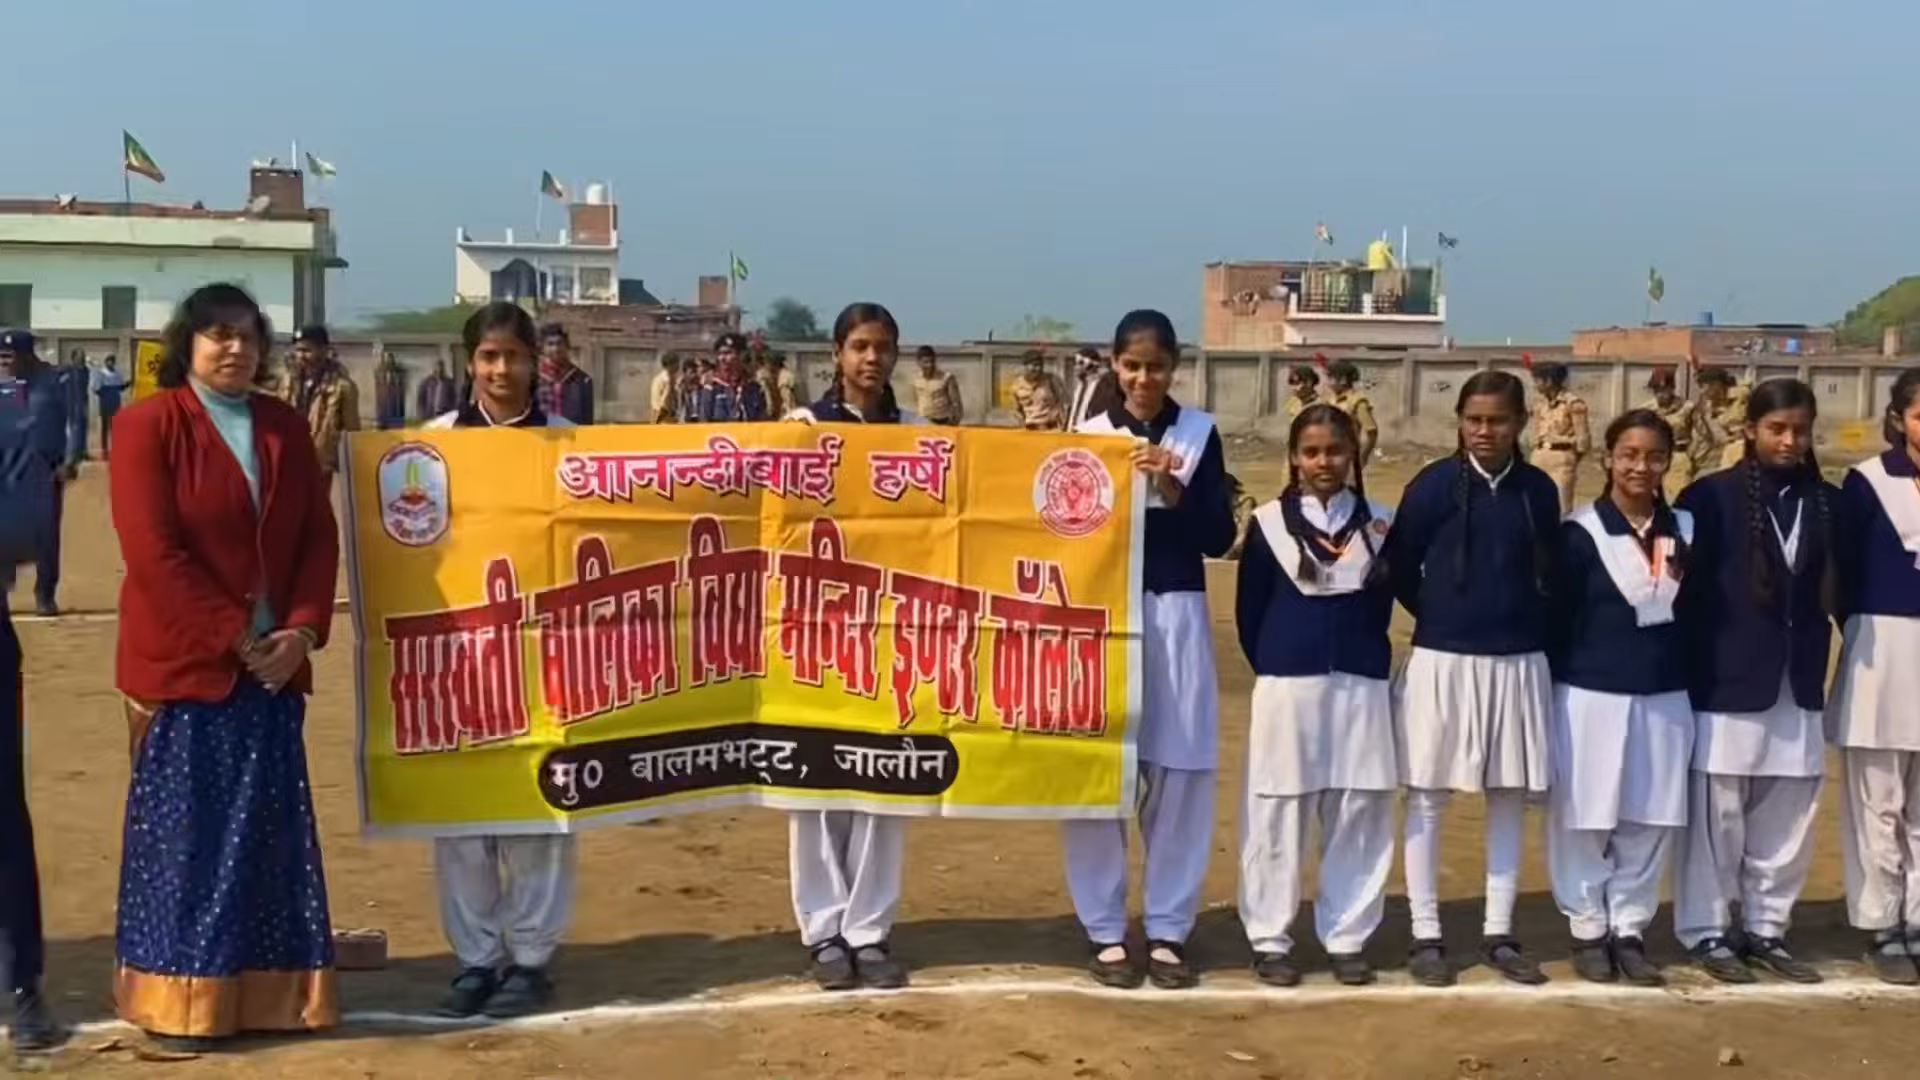 आनन्दीबाई हर्षे
सरस्वती बालिका विद्या मन्दिर इण्टर कॉलेज
मु० बालमभट्ट, जालौन